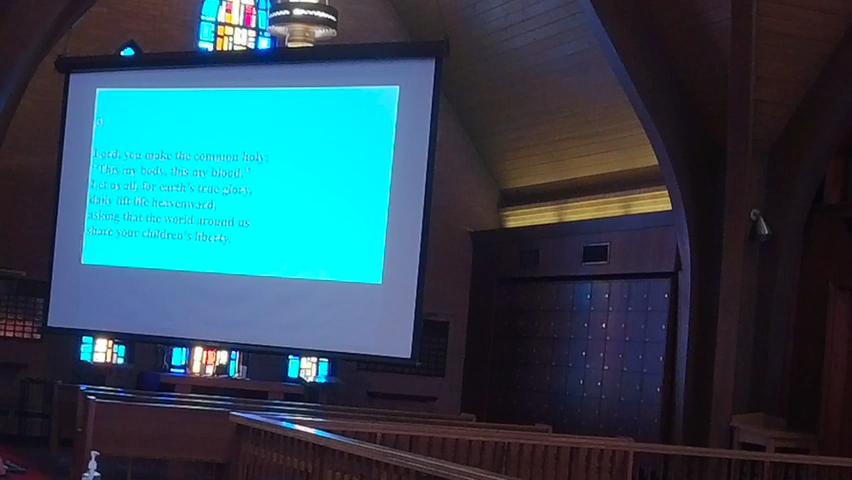 3
Lord, you make the common holy:
"This my body, this my blood."
Let us all, for earth's true glory,
daily lift life heavenward,
asking that the world around us
share your children's liberty.